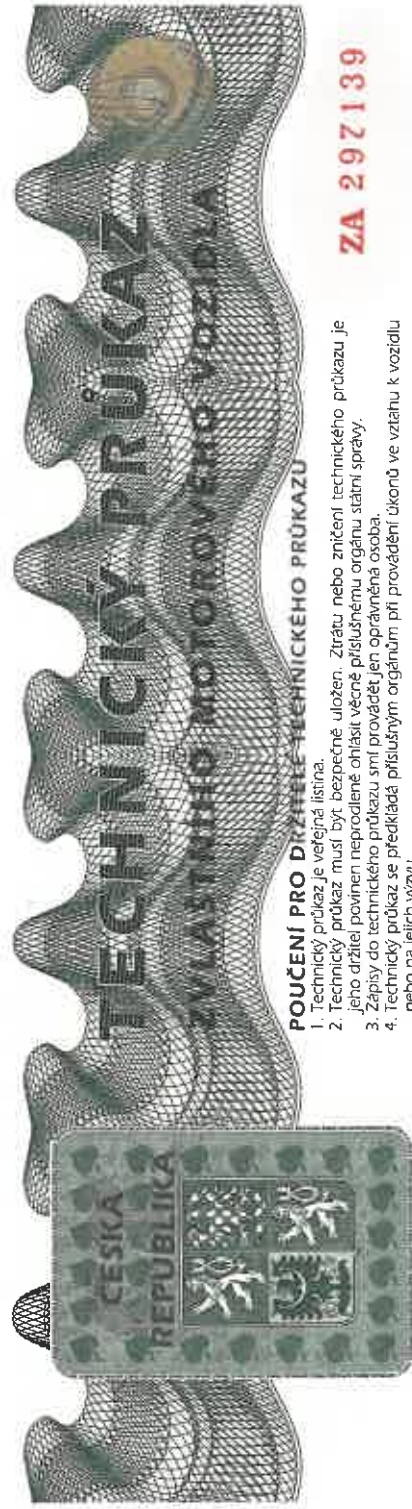 ČESKÁ
REPUBLIKA
TECHNICKÝ PRŮKAZ
ZVLÁŠTNÍHO MOTOROVÉHO VOZIDLA
POUČENÍ PRO DRŽITELE TECHNICKÉHO PRŮKAZU
1. Technický průkaz je veřejná listina.
2. Technický průkaz musí být bezpečně uložen. Ztrátu nebo zničení technického průkazu je
jeho držitel povinen neprodleně ohlásit věcně příslušnému orgánu státní správy.
3. Zápisy do technického průkazu smí provádět jen oprávněná osoba.
4. Technický průkaz se předkládá příslušným orgánům při provádění úkonů ve vztahu k vozidlu
nebo na jejich výzvu.
ZA 297139